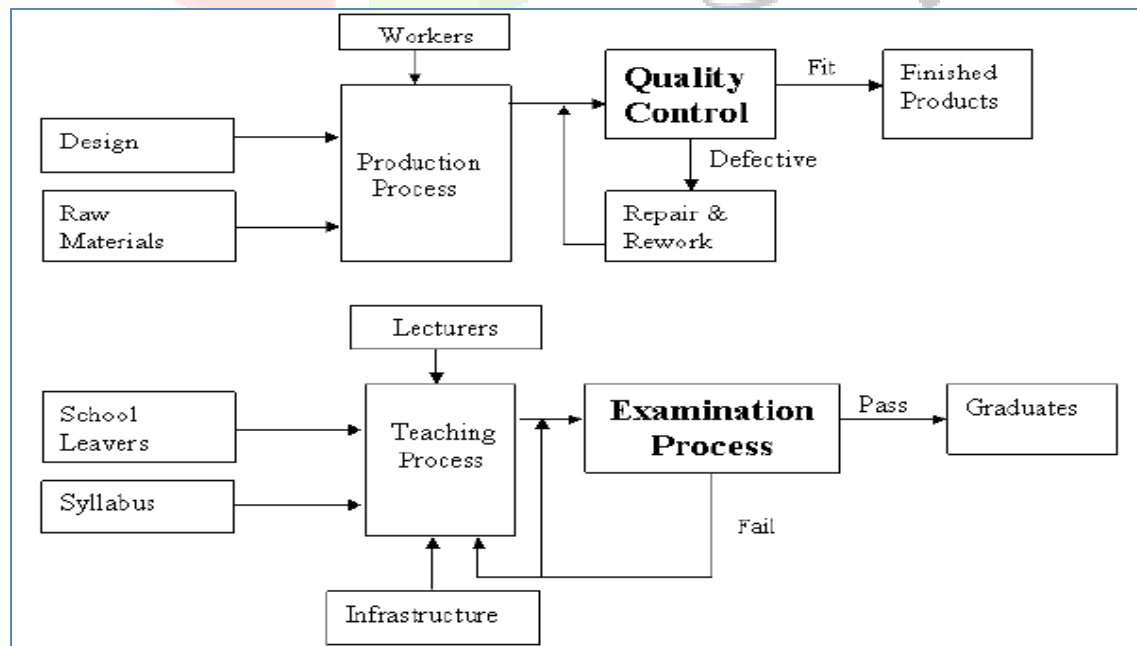 Workers
Quality
Control
Fit
Finished
Products
Design
Production
Process
Defective
Raw
Materials
Repair &
Rework
Lecturers
School
Leavers
Teaching
Process
Examination
Process
Pass
Graduates
Syllabus
Fail
Infrastructure